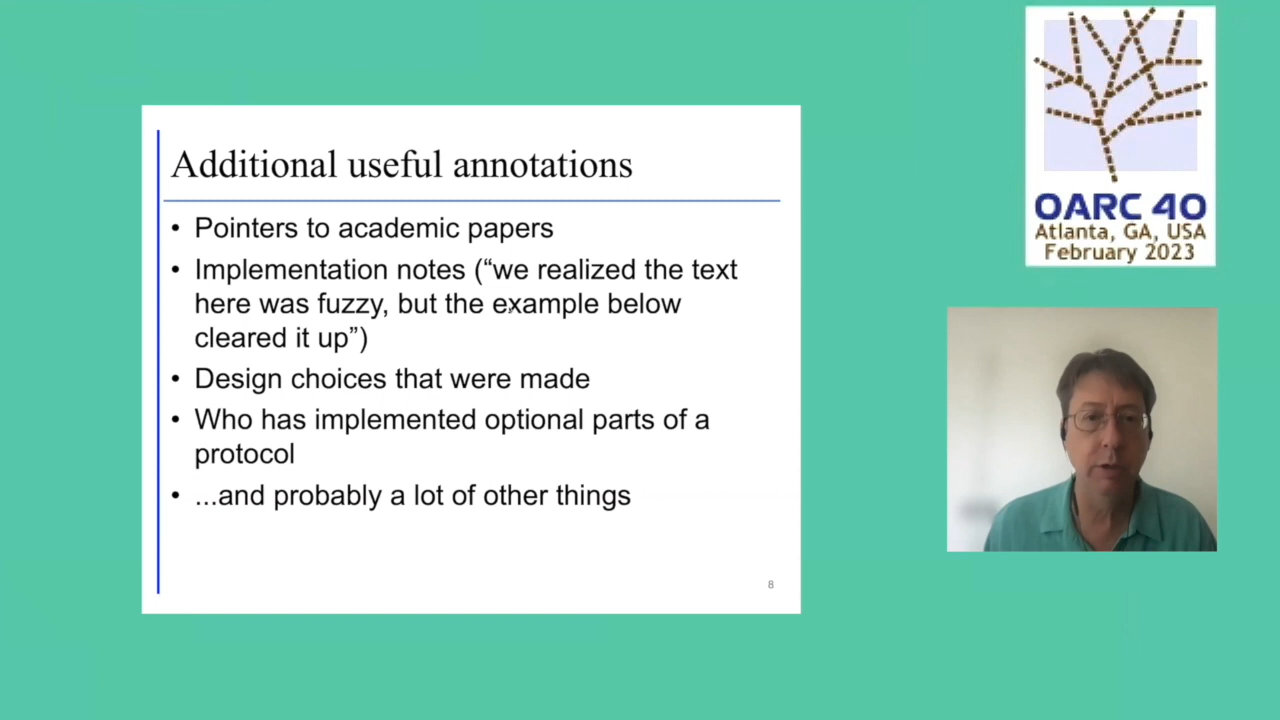 Additional useful annotations
• Pointers to academic papers
• Implementation notes (“we realized the text
here was fuzzy, but the example below
cleared it up”)
• Design choices that were made
• Who has implemented optional parts of a
protocol
• ...and probably a lot of other things
8
OARC 40
Atlanta, GA, USA
February 2023